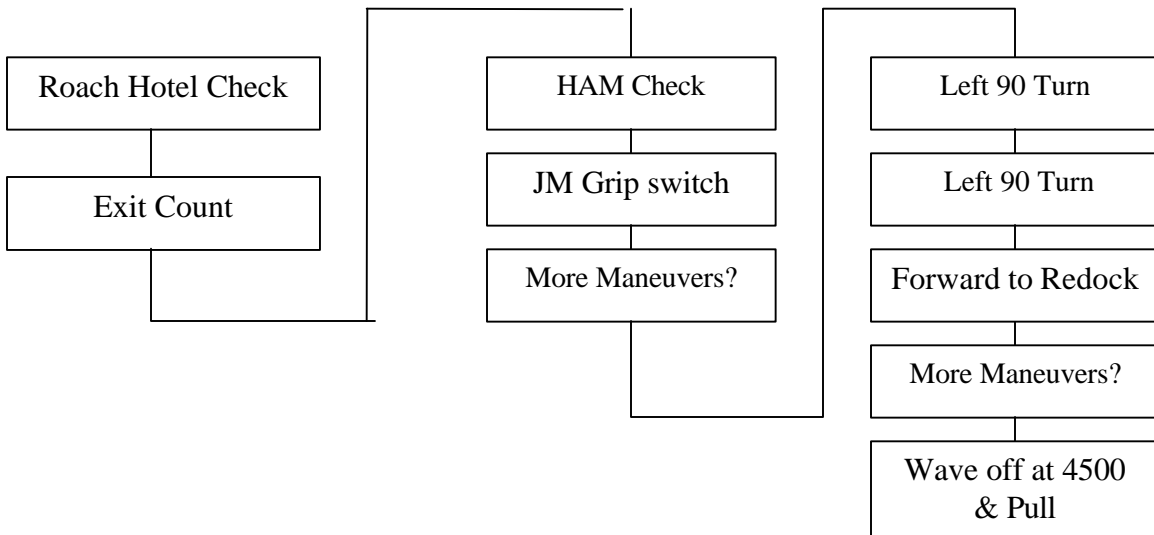 Roach Hotel Check
Exit Count
HAM Check
JM Grip switch
More Maneuvers?
Left 90 Turn
Left 90 Turn
Forward to Redock
More Maneuvers?
Wave off at 4500
& Pull